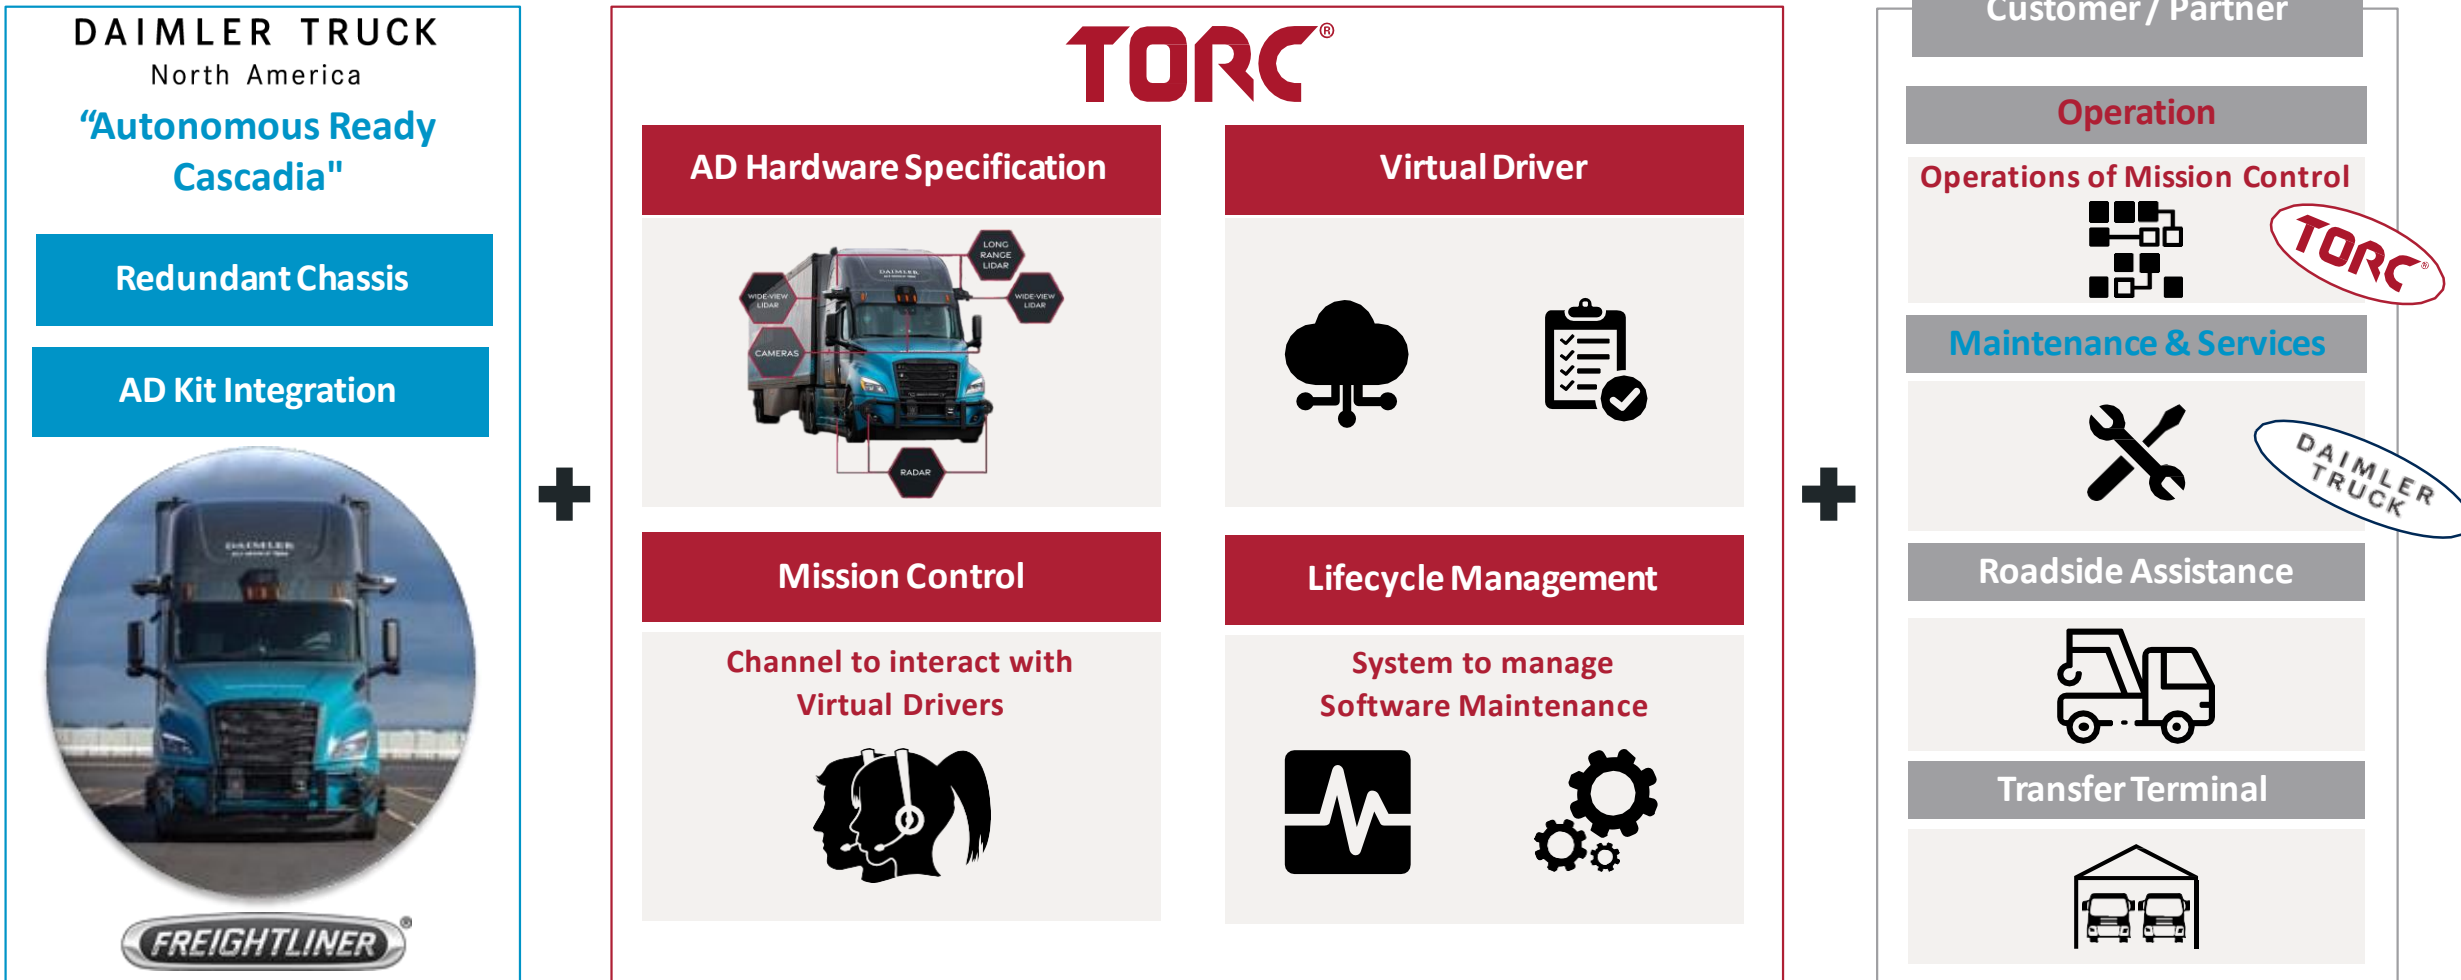 DAIMLER TRUCK
North America
“Autonomous Ready
Cascadia"
Redundant Chassis
AD Kit Integration
DAIMLER
FREIGHTLINER®
TORC®
AD Hardware Specification
LONG
RANGE
LIDAR
WIDE-VIEW
LIDAR
WIDE-VIEW
LIDAR
CAMERAS
DAIMLER
RADAR
Virtual Driver
Mission Control
Channel to interact with
Virtual Drivers
Lifecycle Management
System to manage
Software Maintenance
Customer / Partner
Operation
Operations of Mission Control
TORC®
Maintenance & Services
DAIMLER
TRUCK
Roadside Assistance
Transfer Terminal